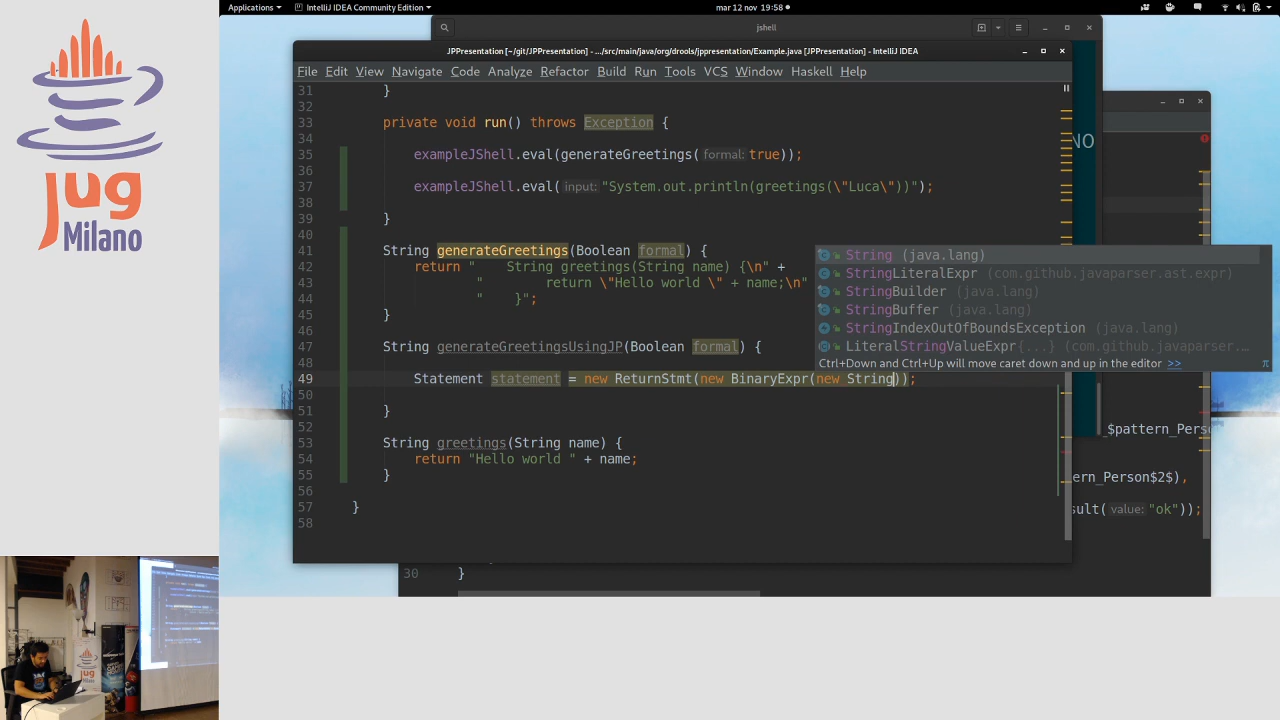 Applications
IntelliJ IDEA Community Edition
mar 12 nov 19:58
jshell
JPPresentation [~/git/JPPresentation] - .../src/main/java/org/drools/jppresentation/Example.java [JPPresentation] - IntelliJ IDEA
File Edit View Navigate Code Analyze Refactor Build Run Tools VCS Window Haskell Help
31 }
32
33 private void run() throws Exception {
34
35 exampleJShell.eval(generateGreetings( formal: true));
36
37 exampleJShell.eval( input: "System.out.println(greetings(\"Luca\"))");
38
39 }
40
41 String generateGreetings(Boolean formal) {
42 return "    String greetings(String name) {\n" +
43 "        return \"Hello world \" + name;\n"
44 "    }";
45 }
46
47 String generateGreetingsUsingJP(Boolean formal) {
48
49 Statement statement = new ReturnStmt(new BinaryExpr(new String));
50
51 }
52
53 String greetings(String name) {
54 return "Hello world " + name;
55 }
56
57 }
58
String (java.lang)
StringLiteralExpr (com.github.javaparser.ast.expr)
StringBuilder (java.lang)
StringBuffer (java.lang)
StringIndexOutOfBoundsException (java.lang)
LiteralStringValueExpr{...} (com.github.javaparser....
Ctrl+Down and Ctrl+Up will move caret down and up in the editor >>
NO
_$pattern_Pers
ern_Person$2$),
sult( value: "ok"));
30 }
Jug
Milano
Jug
Milano